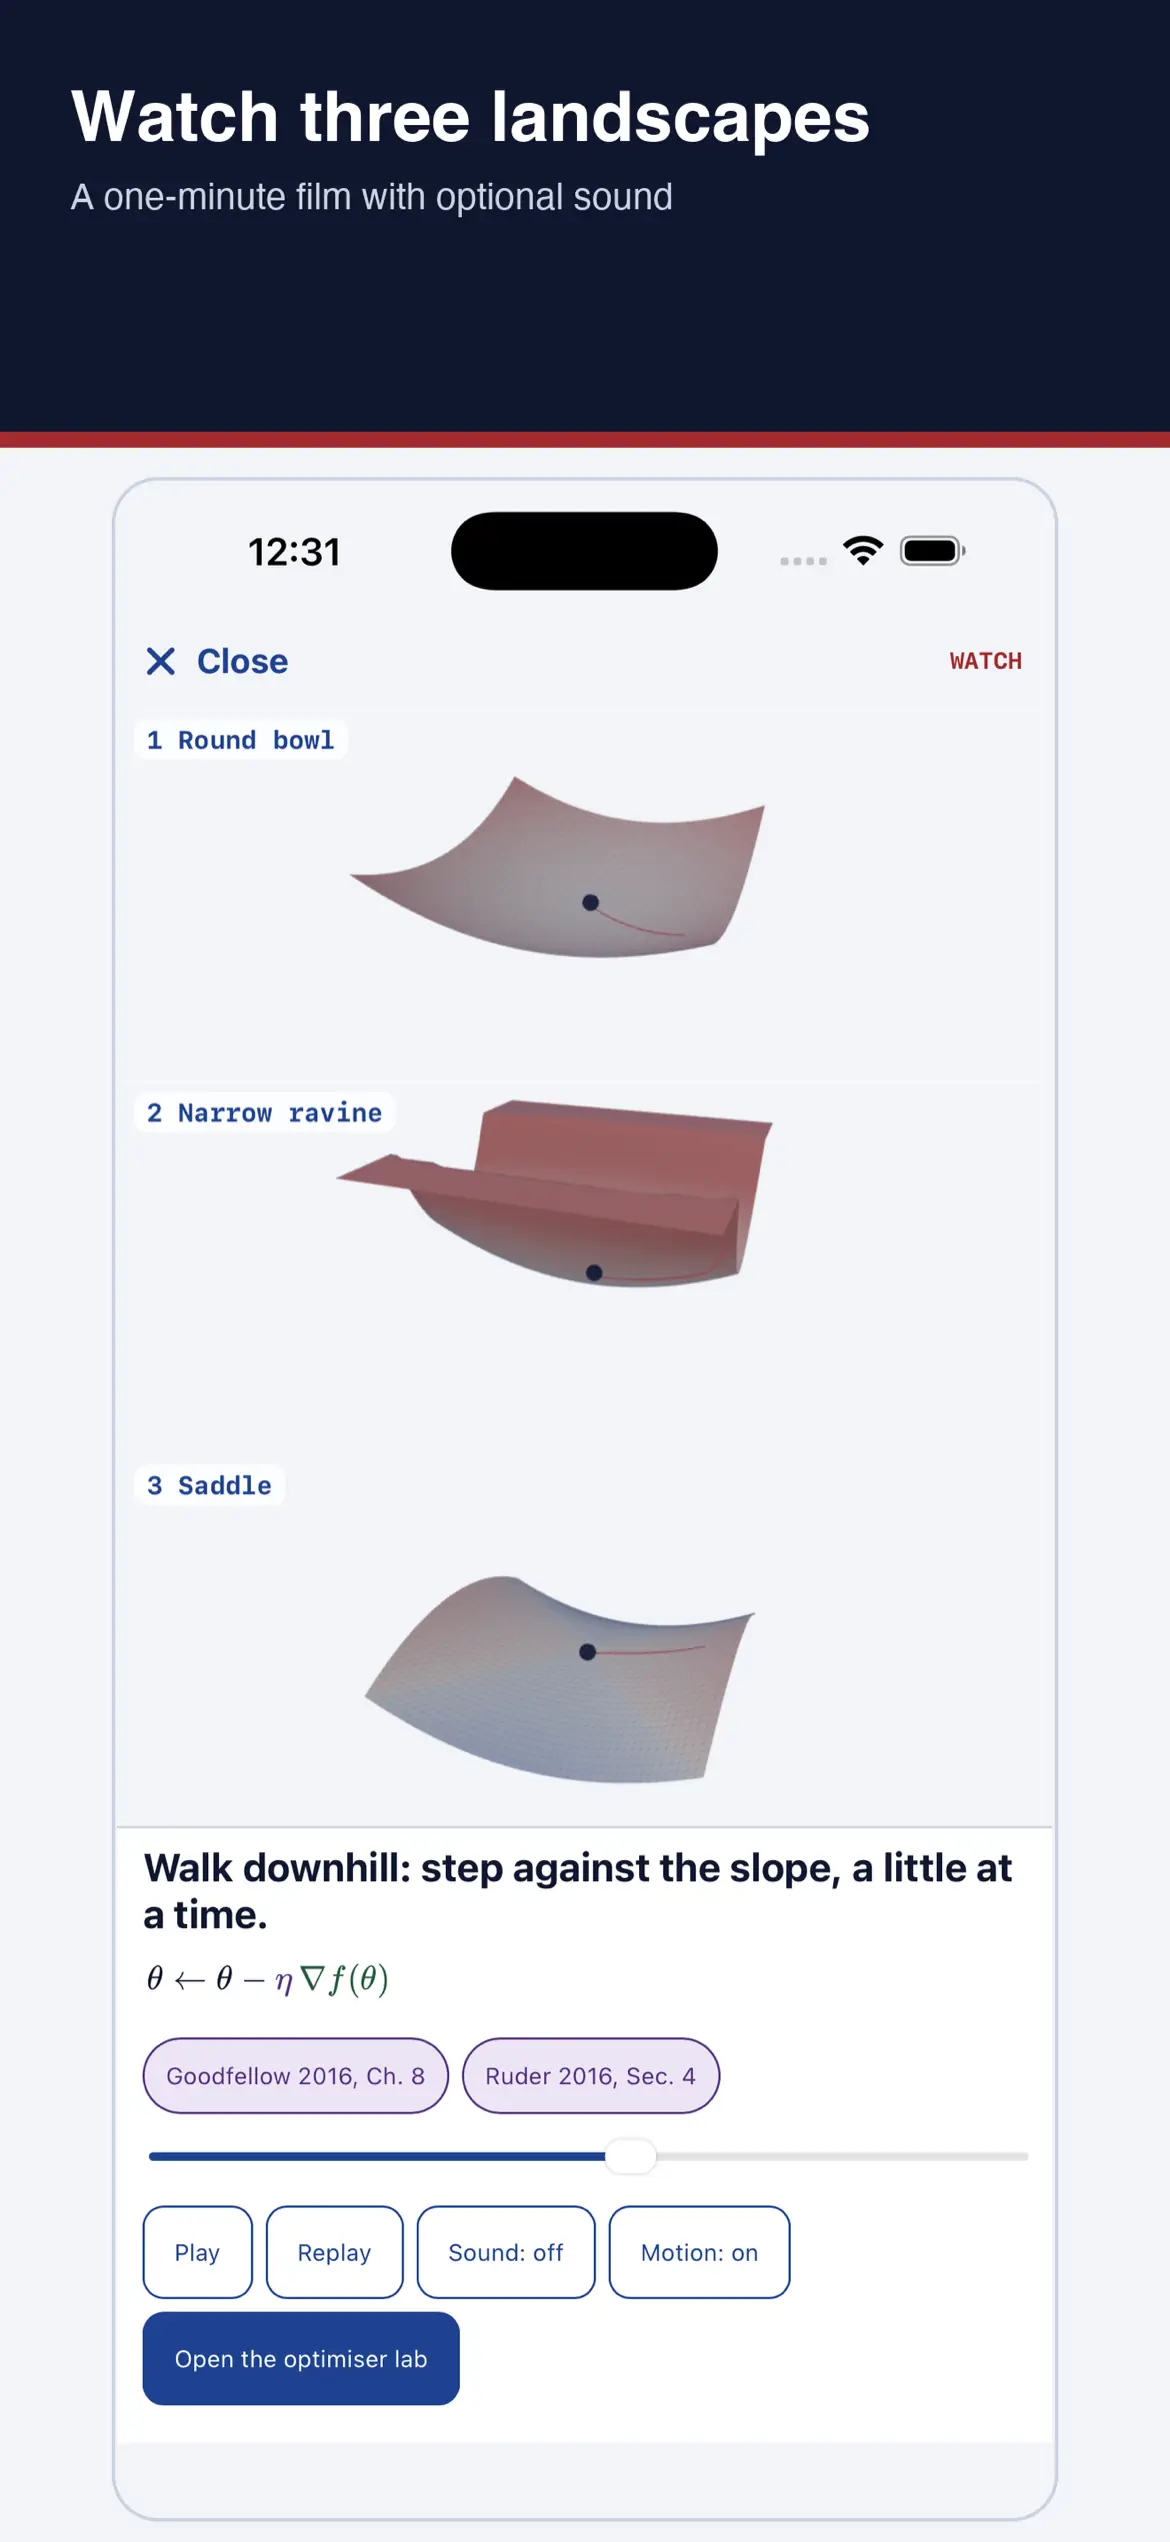 Watch three landscapes
A one-minute film with optional sound
12:31
Close
WATCH
1 Round bowl
2 Narrow ravine
3 Saddle
Walk downhill: step against the slope, a little at
a time.
θ ← θ − η ∇f(θ)
Goodfellow 2016, Ch. 8
Ruder 2016, Sec. 4
Play
Replay
Sound: off
Motion: on
Open the optimiser lab